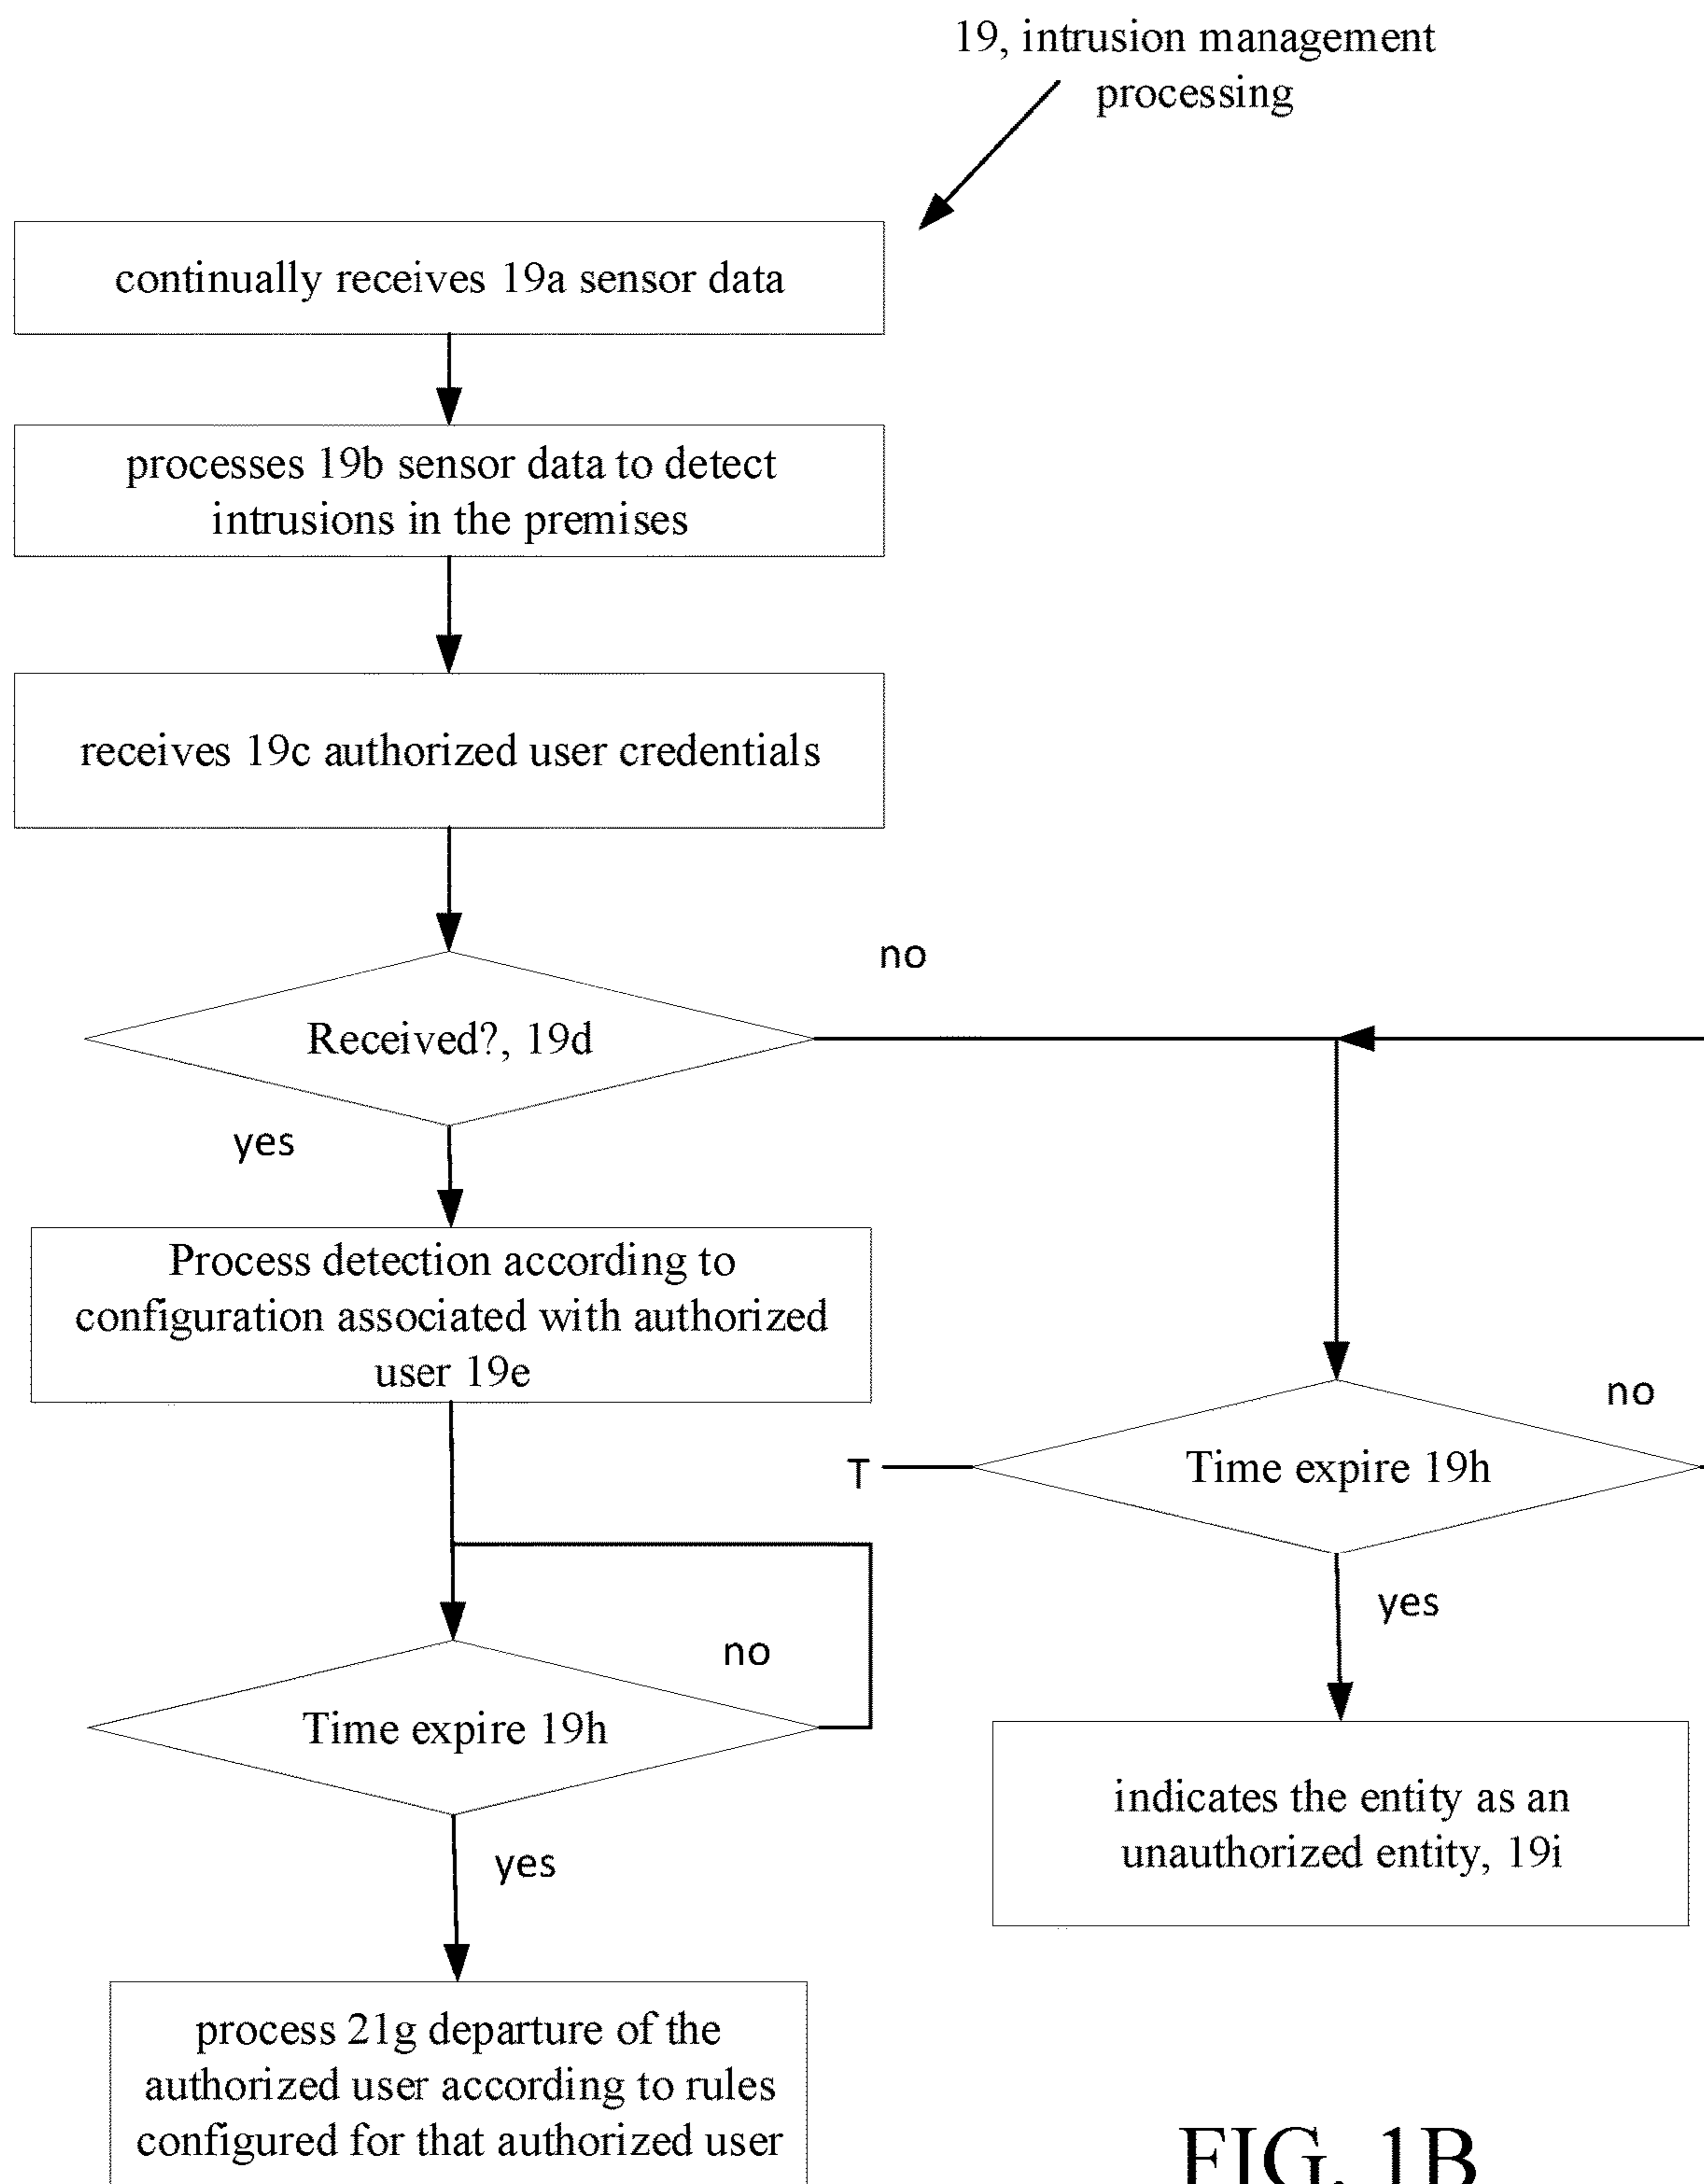 19, intrusion management
processing
continually receives 19a sensor data
processes 19b sensor data to detect
intrusions in the premises
receives 19c authorized user credentials
no
Received?, 19d
yes
Process detection according to
configuration associated with authorized
user 19e
no
T
Time expire 19h
yes
no
Time expire 19h
yes
indicates the entity as an
unauthorized entity, 19i
process 21g departure of the
authorized user according to rules
configured for that authorized user
FIG. 1B